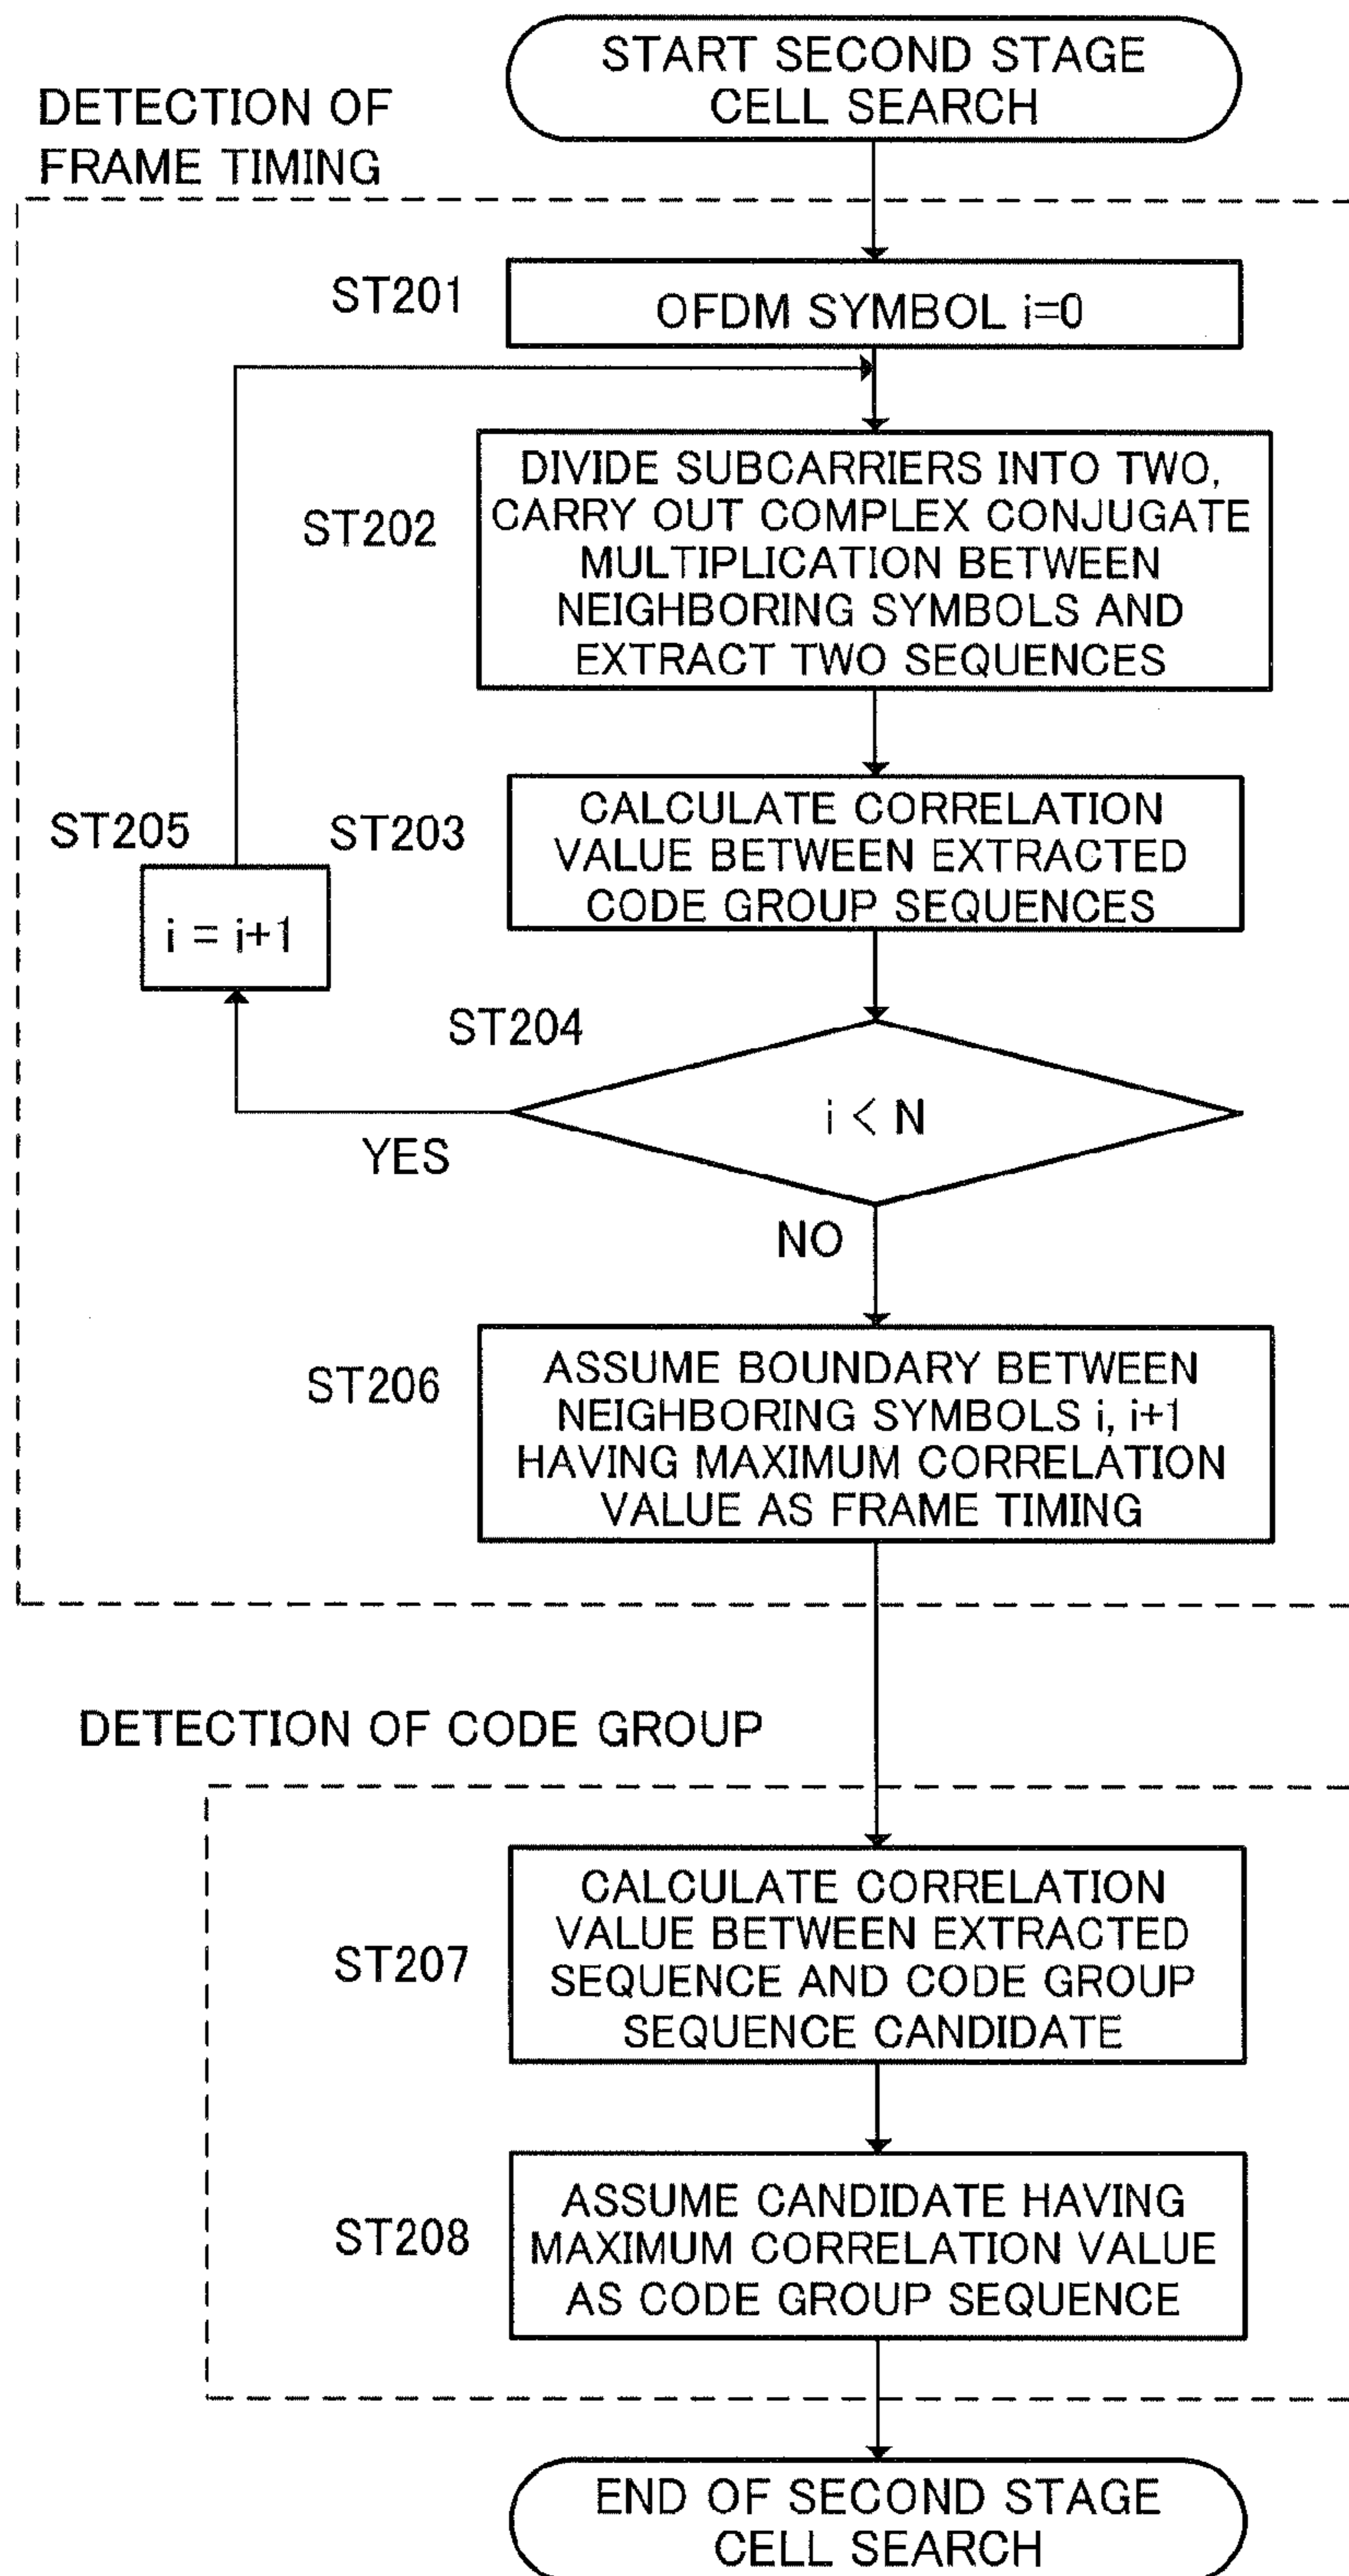 START SECOND STAGE
CELL SEARCH
DETECTION OF
FRAME TIMING
ST201
OFDM SYMBOL i=0
ST202
DIVIDE SUBCARRIERS INTO TWO,
CARRY OUT COMPLEX CONJUGATE
MULTIPLICATION BETWEEN
NEIGHBORING SYMBOLS AND
EXTRACT TWO SEQUENCES
ST205
i = i+1
ST203
CALCULATE CORRELATION
VALUE BETWEEN EXTRACTED
CODE GROUP SEQUENCES
ST204
i < N
YES
NO
ST206
ASSUME BOUNDARY BETWEEN
NEIGHBORING SYMBOLS i, i+1
HAVING MAXIMUM CORRELATION
VALUE AS FRAME TIMING
DETECTION OF CODE GROUP
ST207
CALCULATE CORRELATION
VALUE BETWEEN EXTRACTED
SEQUENCE AND CODE GROUP
SEQUENCE CANDIDATE
ST208
ASSUME CANDIDATE HAVING
MAXIMUM CORRELATION VALUE
AS CODE GROUP SEQUENCE
END OF SECOND STAGE
CELL SEARCH